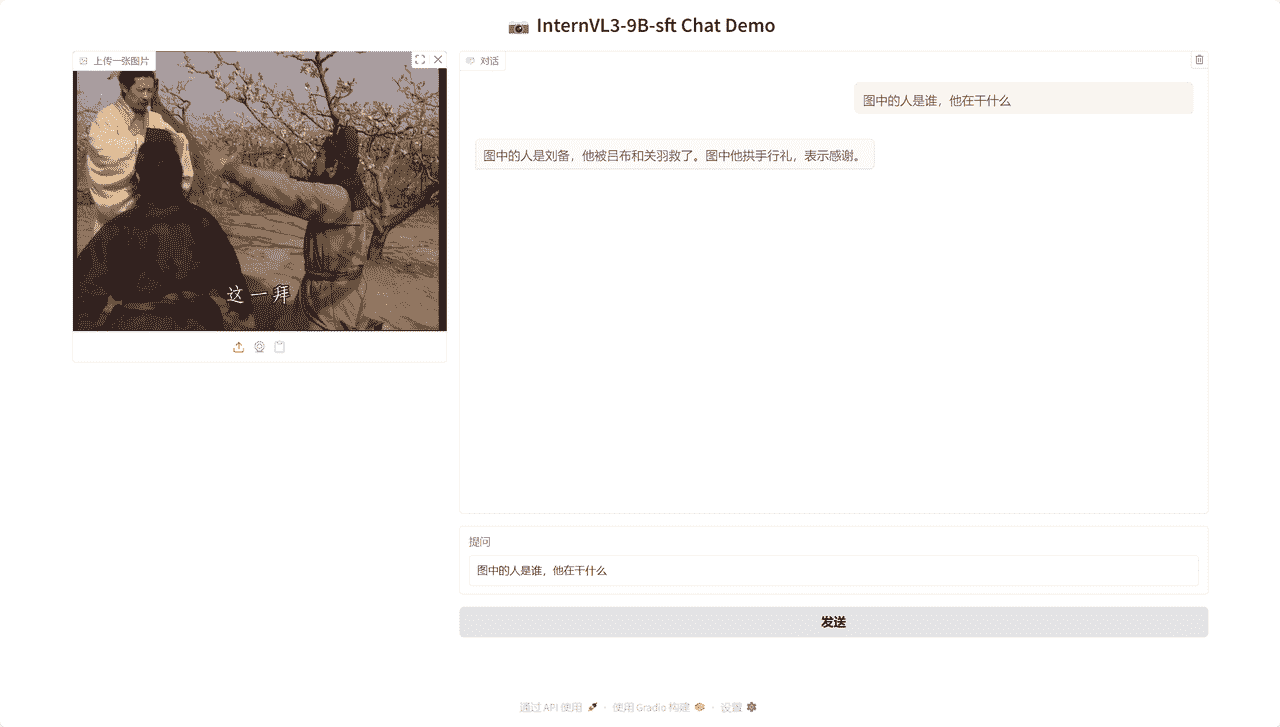 InternVL3-9B-sft Chat Demo
上传一张图片
这一拜
对话
图中的人是谁，他在干什么
图中的人是刘备，他被吕布和关羽救了。图中他拱手行礼，表示感谢。
提问
图中的人是谁，他在干什么
发送
通过 API 使用 · 使用 Gradio 构建 · 设置